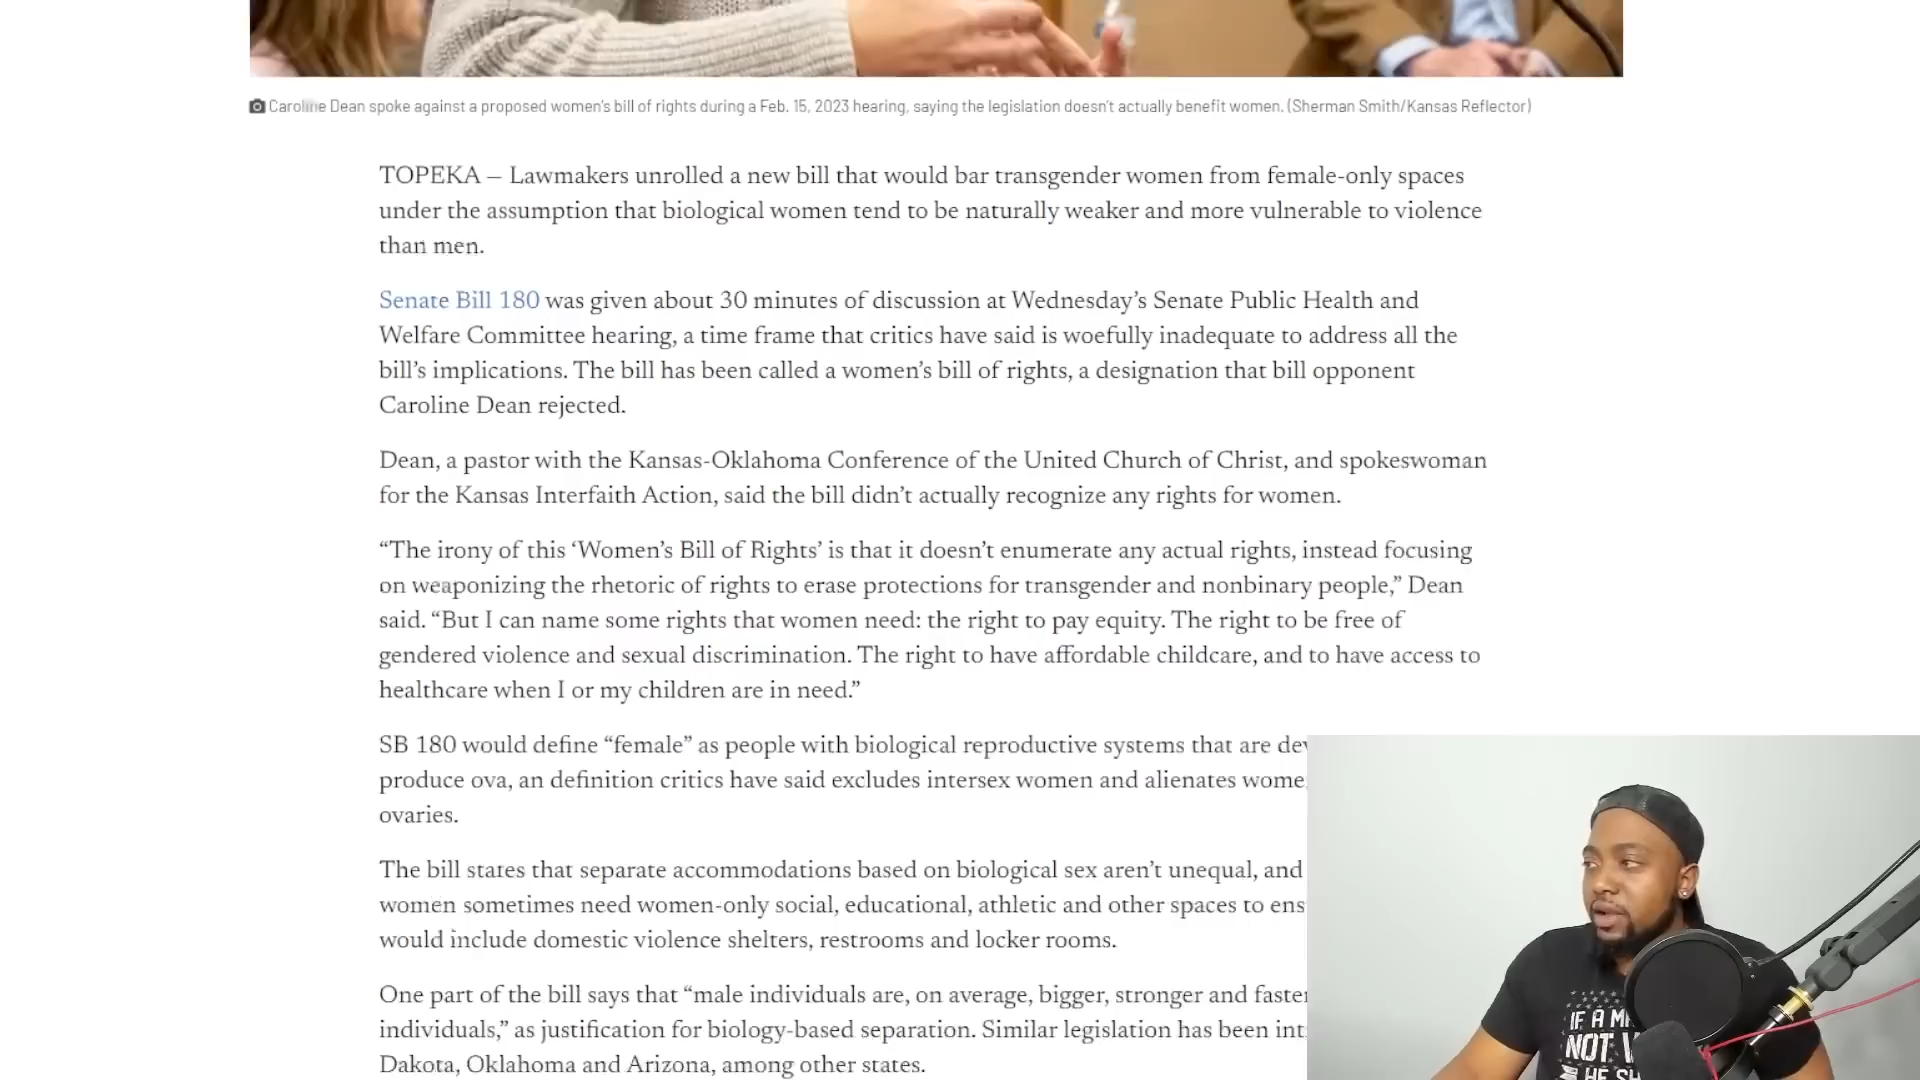 Caroline Dean spoke against a proposed women's bill of rights during a Feb. 15, 2023 hearing, saying the legislation doesn't actually benefit women. (Sherman Smith/Kansas Reflector)
TOPEKA — Lawmakers unrolled a new bill that would bar transgender women from female-only spaces
under the assumption that biological women tend to be naturally weaker and more vulnerable to violence
than men.
Senate Bill 180 was given about 30 minutes of discussion at Wednesday’s Senate Public Health and
Welfare Committee hearing, a time frame that critics have said is woefully inadequate to address all the
bill’s implications. The bill has been called a women’s bill of rights, a designation that bill opponent
Caroline Dean rejected.
Dean, a pastor with the Kansas-Oklahoma Conference of the United Church of Christ, and spokeswoman
for the Kansas Interfaith Action, said the bill didn’t actually recognize any rights for women.
“The irony of this ‘Women’s Bill of Rights’ is that it doesn’t enumerate any actual rights, instead focusing
on weaponizing the rhetoric of rights to erase protections for transgender and nonbinary people,” Dean
said. “But I can name some rights that women need: the right to pay equity. The right to be free of
gendered violence and sexual discrimination. The right to have affordable childcare, and to have access to
healthcare when I or my children are in need.”
SB 180 would define “female” as people with biological reproductive systems that are
produce ova, an definition critics have said excludes intersex women and alienates
ovaries.
The bill states that separate accommodations based on biological sex aren’t unequal, and
women sometimes need women-only social, educational, athletic and other spaces to
would include domestic violence shelters, restrooms and locker rooms.
One part of the bill says that “male individuals are, on average, bigger, stronger and
individuals,” as justification for biology-based separation. Similar legislation has been
Dakota, Oklahoma and Arizona, among other states.
IF A
NOT
HE